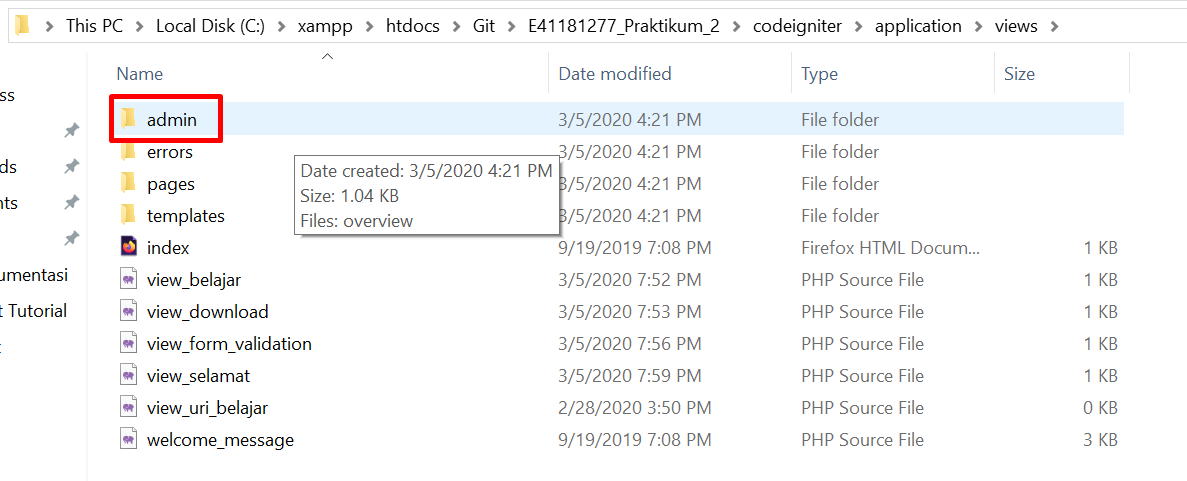 This PC > Local Disk (C:) > xampp > htdocs > Git > E41181277_Praktikum_2 > codeigniter > application > views >
Name Date modified Type Size
ss
admin 3/5/2020 4:21 PM File folder
errors 3/5/2020 4:21 PM File folder
ds
Date created: 3/5/2020 4:21 PM
pages 3/5/2020 4:21 PM File folder
Size: 1.04 KB
nts
templates 3/5/2020 4:21 PM File folder
Files: overview
index 9/19/2019 7:08 PM Firefox HTML Docum... 1 KB
umentasi
view_belajar 3/5/2020 7:52 PM PHP Source File 1 KB
t Tutorial
view_download 3/5/2020 7:53 PM PHP Source File 1 KB
view_form_validation 3/5/2020 7:56 PM PHP Source File 1 KB
view_selamat 3/5/2020 7:59 PM PHP Source File 1 KB
view_uri_belajar 2/28/2020 3:50 PM PHP Source File 0 KB
welcome_message 9/19/2019 7:08 PM PHP Source File 3 KB